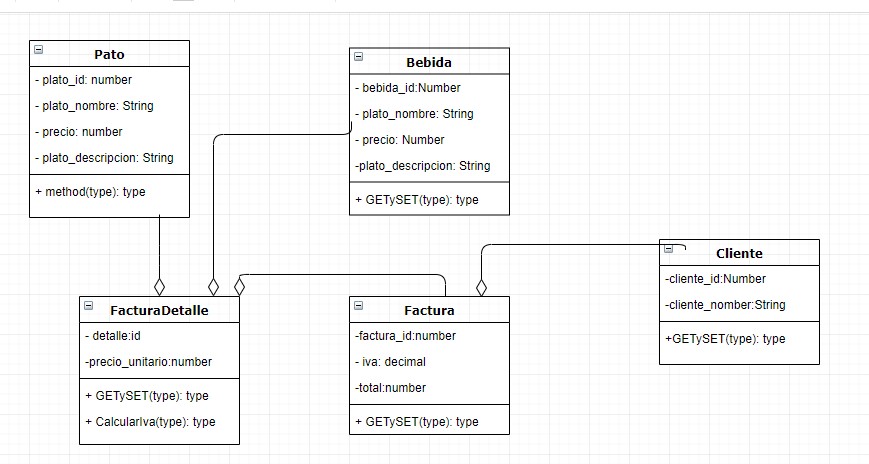 Pato
- plato_id: number
- plato_nombre: String
- precio: number
- plato_descripcion: String
+ method(type): type
Bebida
- bebida_id:Number
- plato_nombre: String
- precio: Number
-plato_descripcion: String
+ GETySET(type): type
Cliente
-cliente_id:Number
-cliente_nomber:String
+GETySET(type): type
FacturaDetalle
- detalle:id
-precio_unitario:number
+ GETySET(type): type
+ CalcularIva(type): type
Factura
-factura_id:number
- iva: decimal
-total:number
+ GETySET(type): type